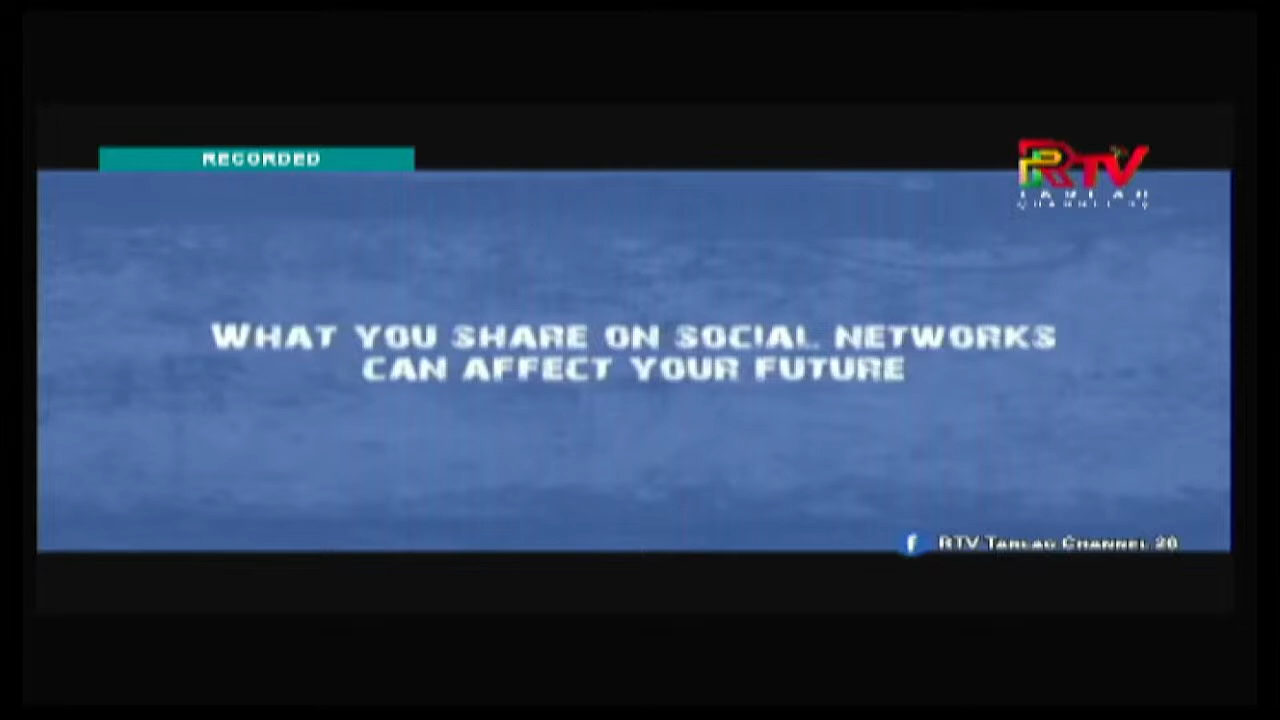 RECORDED
RTV
WHAT YOU SHARE ON SOCIAL NETWORKS
CAN AFFECT YOUR FUTURE
f RTV TARLAC CHANNEL 26